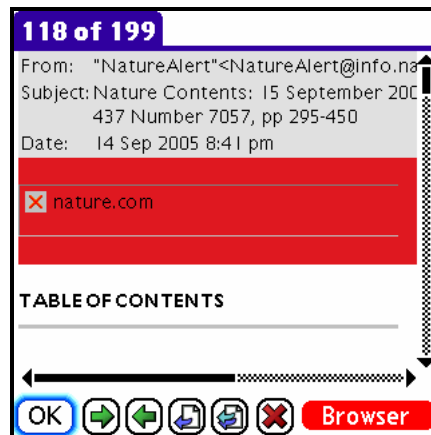 118 of 199
From: "NatureAlert"<NatureAlert@info.na
Subject: Nature Contents: 15 September 200
437 Number 7057, pp 295-450
Date: 14 Sep 2005 8:41 pm
nature.com
TABLE OF CONTENTS
OK Browser